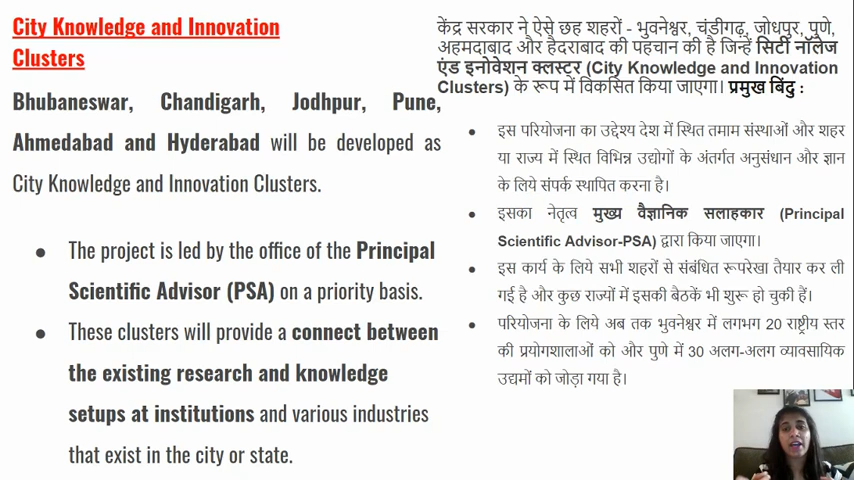 City Knowledge and Innovation
Clusters
Bhubaneswar, Chandigarh, Jodhpur, Pune,
Ahmedabad and Hyderabad will be developed as
City Knowledge and Innovation Clusters.
● The project is led by the office of the Principal
Scientific Advisor (PSA) on a priority basis.
● These clusters will provide a connect between
the existing research and knowledge
setups at institutions and various industries
that exist in the city or state.
केंद्र सरकार ने ऐसे छह शहरों - भुवनेश्वर, चंडीगढ़, जोधपुर, पुणे,
अहमदाबाद और हैदराबाद की पहचान की है जिन्हें सिटी नॉलेज
एंड इनोवेशन क्लस्टर (City Knowledge and Innovation
Clusters) के रूप में विकसित किया जाएगा। प्रमुख बिंदु :
● इस परियोजना का उद्देश्य देश में स्थित तमाम संस्थाओं और शहर
या राज्य में स्थित विभिन्न उद्योगों के अंतर्गत अनुसंधान और ज्ञान
के लिये संपर्क स्थापित करना है।
● इसका नेतृत्व मुख्य वैज्ञानिक सलाहकार (Principal
Scientific Advisor-PSA) द्वारा किया जाएगा।
● इस कार्य के लिये सभी शहरों से संबंधित रूपरेखा तैयार कर ली
गई है और कुछ राज्यों में इसकी बैठकें भी शुरू हो चुकी हैं।
● परियोजना के लिये अब तक भुवनेश्वर में लगभग 20 राष्ट्रीय स्तर
की प्रयोगशालाओं को और पुणे में 30 अलग-अलग व्यावसायिक
उद्यमों को जोड़ा गया है।